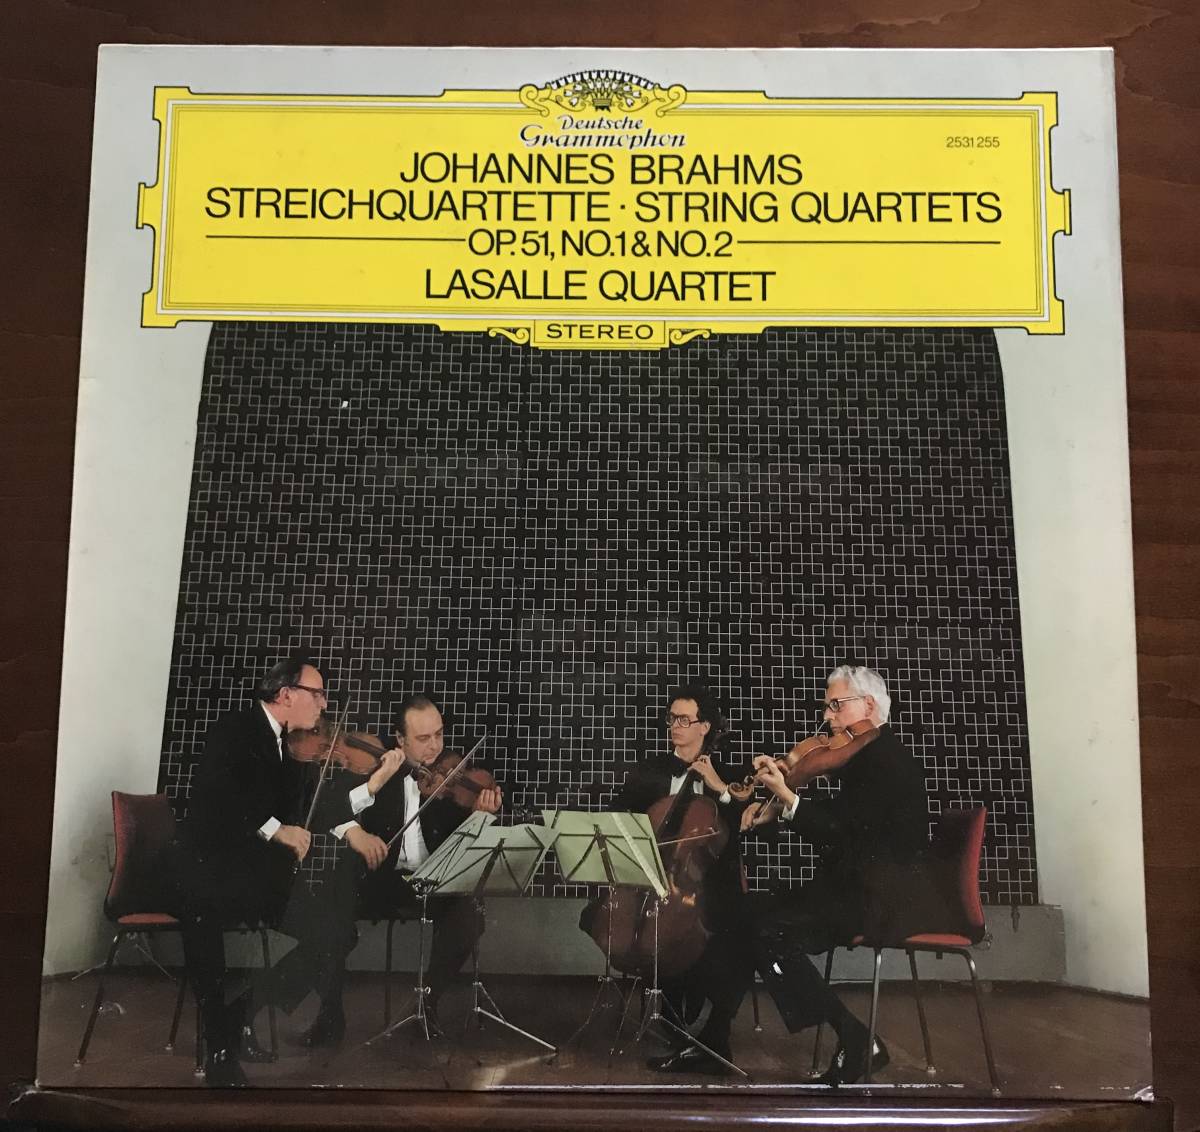 Deutsche
Grammophon
2531 255
JOHANNES BRAHMS
STREICHQUARTETTE · STRING QUARTETS
OP. 51, NO. 1 & NO. 2
LASALLE QUARTET
STEREO